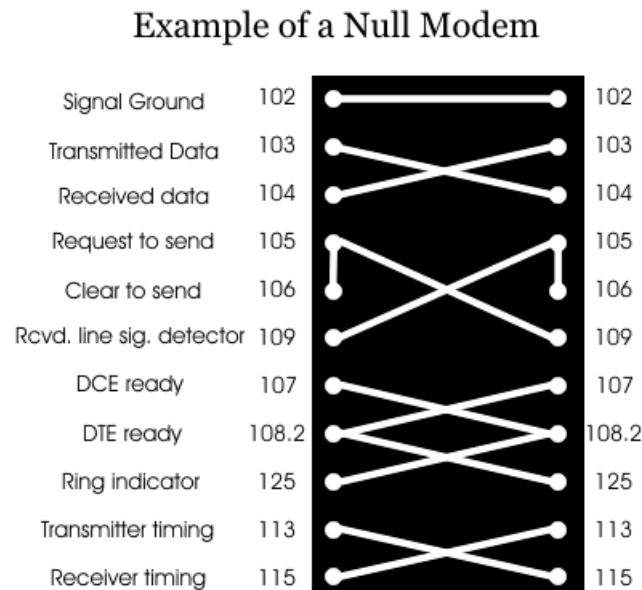 Example of a Null Modem
Signal Ground 102 102
Transmitted Data 103 103
Received data 104 104
Request to send 105 105
Clear to send 106 106
Rcvd. line sig. detector 109 109
DCE ready 107 107
DTE ready 108.2 108.2
Ring indicator 125 125
Transmitter timing 113 113
Receiver timing 115 115